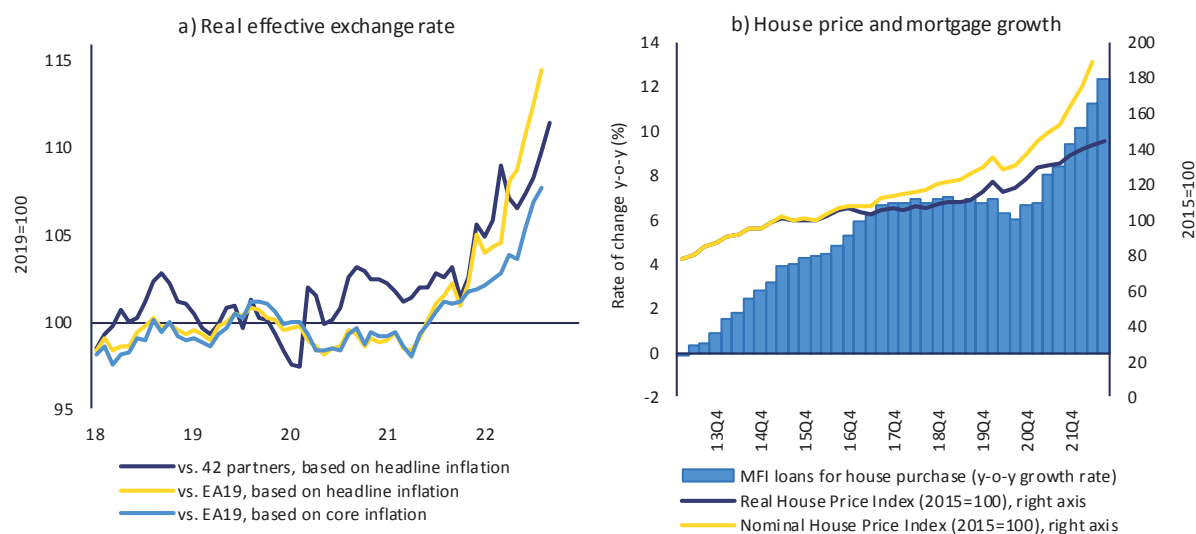 a) Real effective exchange rate
2019=100
115
110
105
100
95
18 19 20 21 22
vs. 42 partners, based on headline inflation
vs. EA19, based on headline inflation
vs. EA19, based on core inflation
b) House price and mortgage growth
Rate of change y-o-y (%)
14
12
10
8
6
4
2
0
-2
200
180
160
140
120
100
80
60
40
20
0
2015=100
13Q4 14Q4 15Q4 16Q4 17Q4 18Q4 19Q4 20Q4 21Q4
MFI loans for house purchase (y-o-y growth rate)
Real House Price Index (2015=100), right axis
Nominal House Price Index (2015=100), right axis